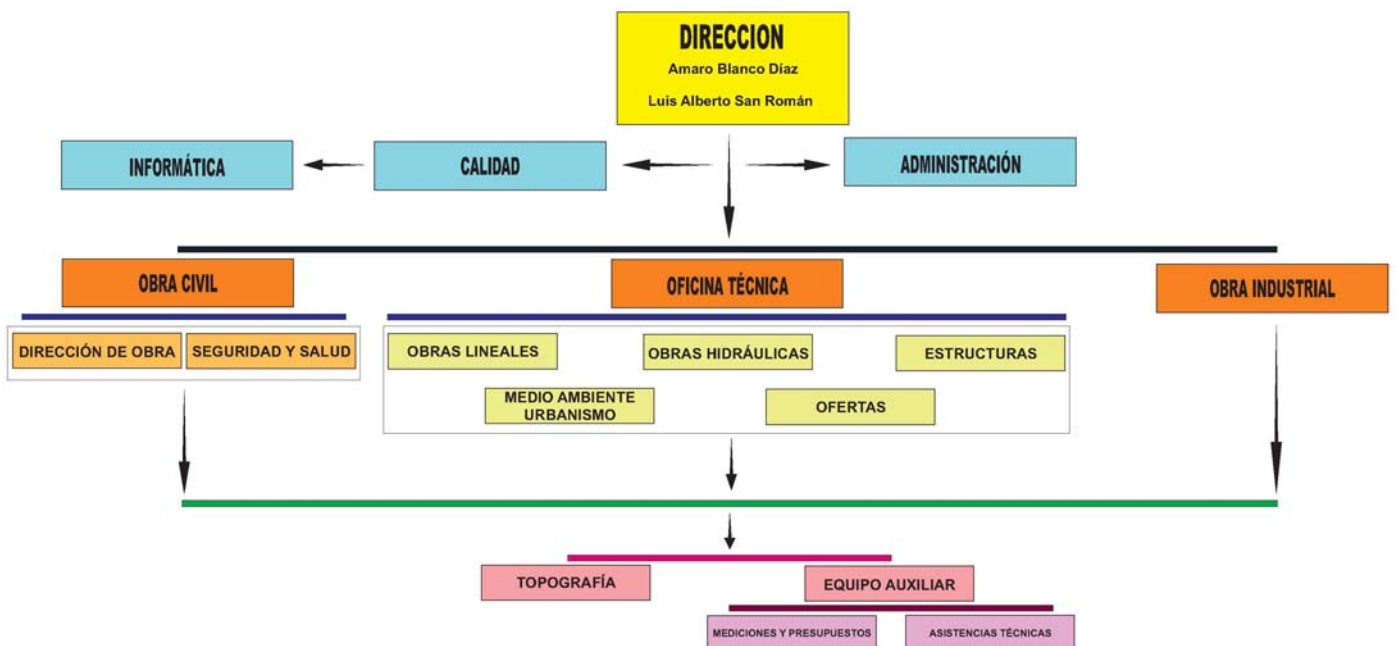 DIRECCION
Amaro Blanco Díaz
Luis Alberto San Román
INFORMÁTICA
CALIDAD
ADMINISTRACIÓN
OBRA CIVIL
OFICINA TÉCNICA
OBRA INDUSTRIAL
DIRECCIÓN DE OBRA
SEGURIDAD Y SALUD
OBRAS LINEALES
OBRAS HIDRÁULICAS
ESTRUCTURAS
MEDIO AMBIENTE
URBANISMO
OFERTAS
TOPOGRAFÍA
EQUIPO AUXILIAR
MEDICIONES Y PRESUPUESTOS
ASISTENCIAS TÉCNICAS